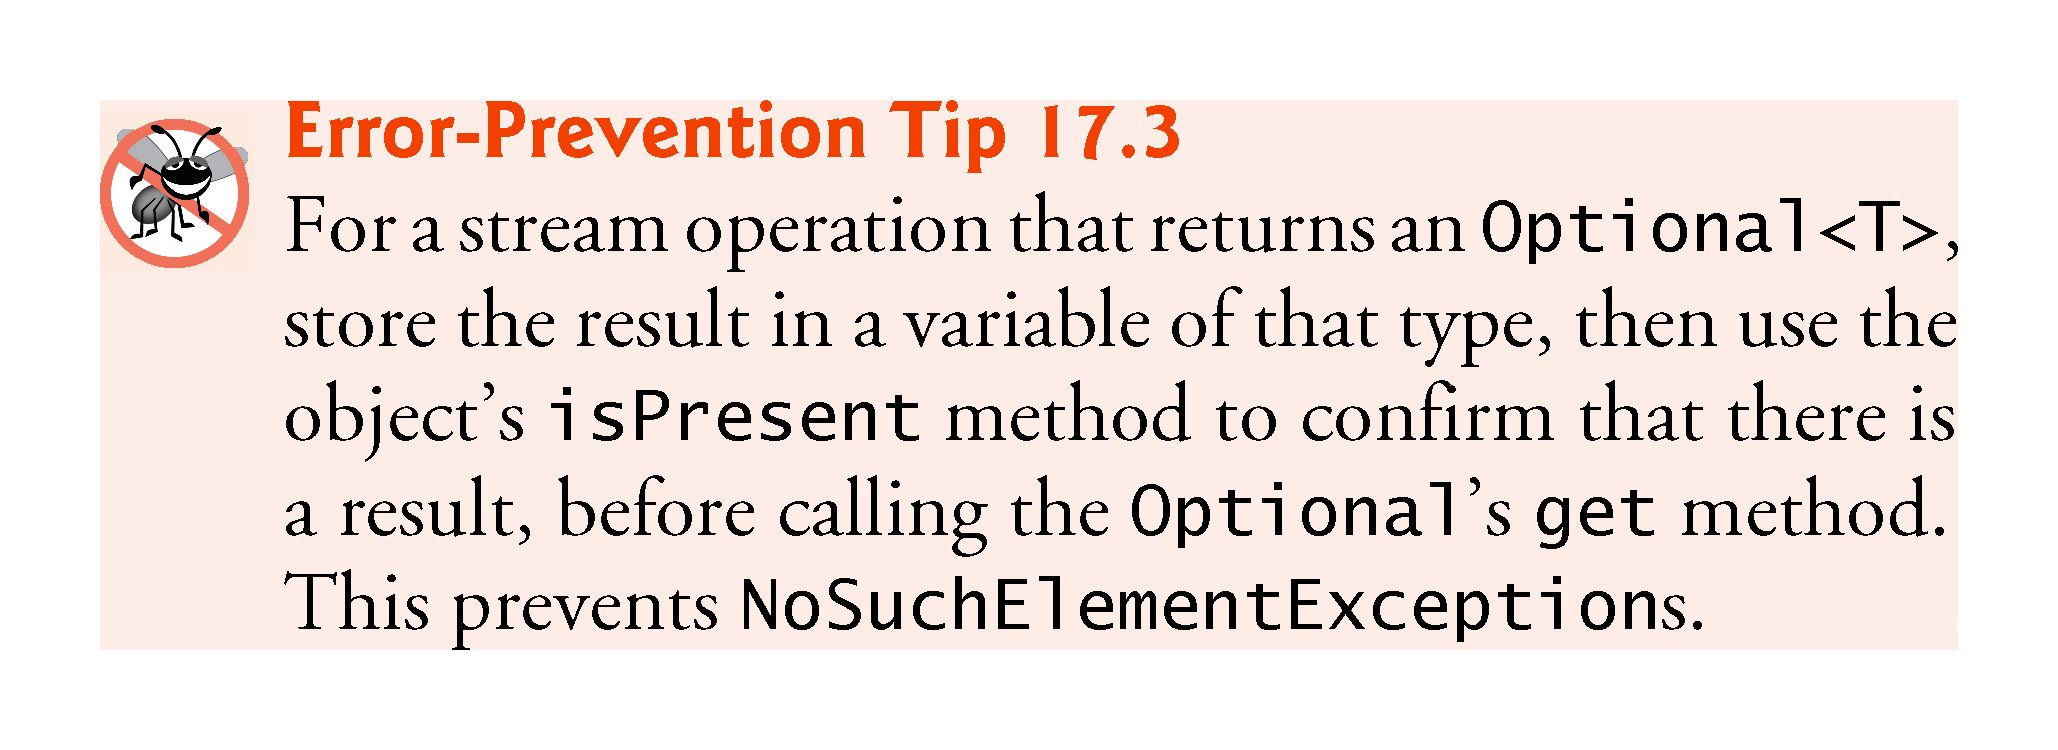 Error-Prevention Tip 17.3
For a stream operation that returns an Optional<T>,
store the result in a variable of that type, then use the
object’s isPresent method to confirm that there is
a result, before calling the Optional’s get method.
This prevents NoSuchElementExceptions.